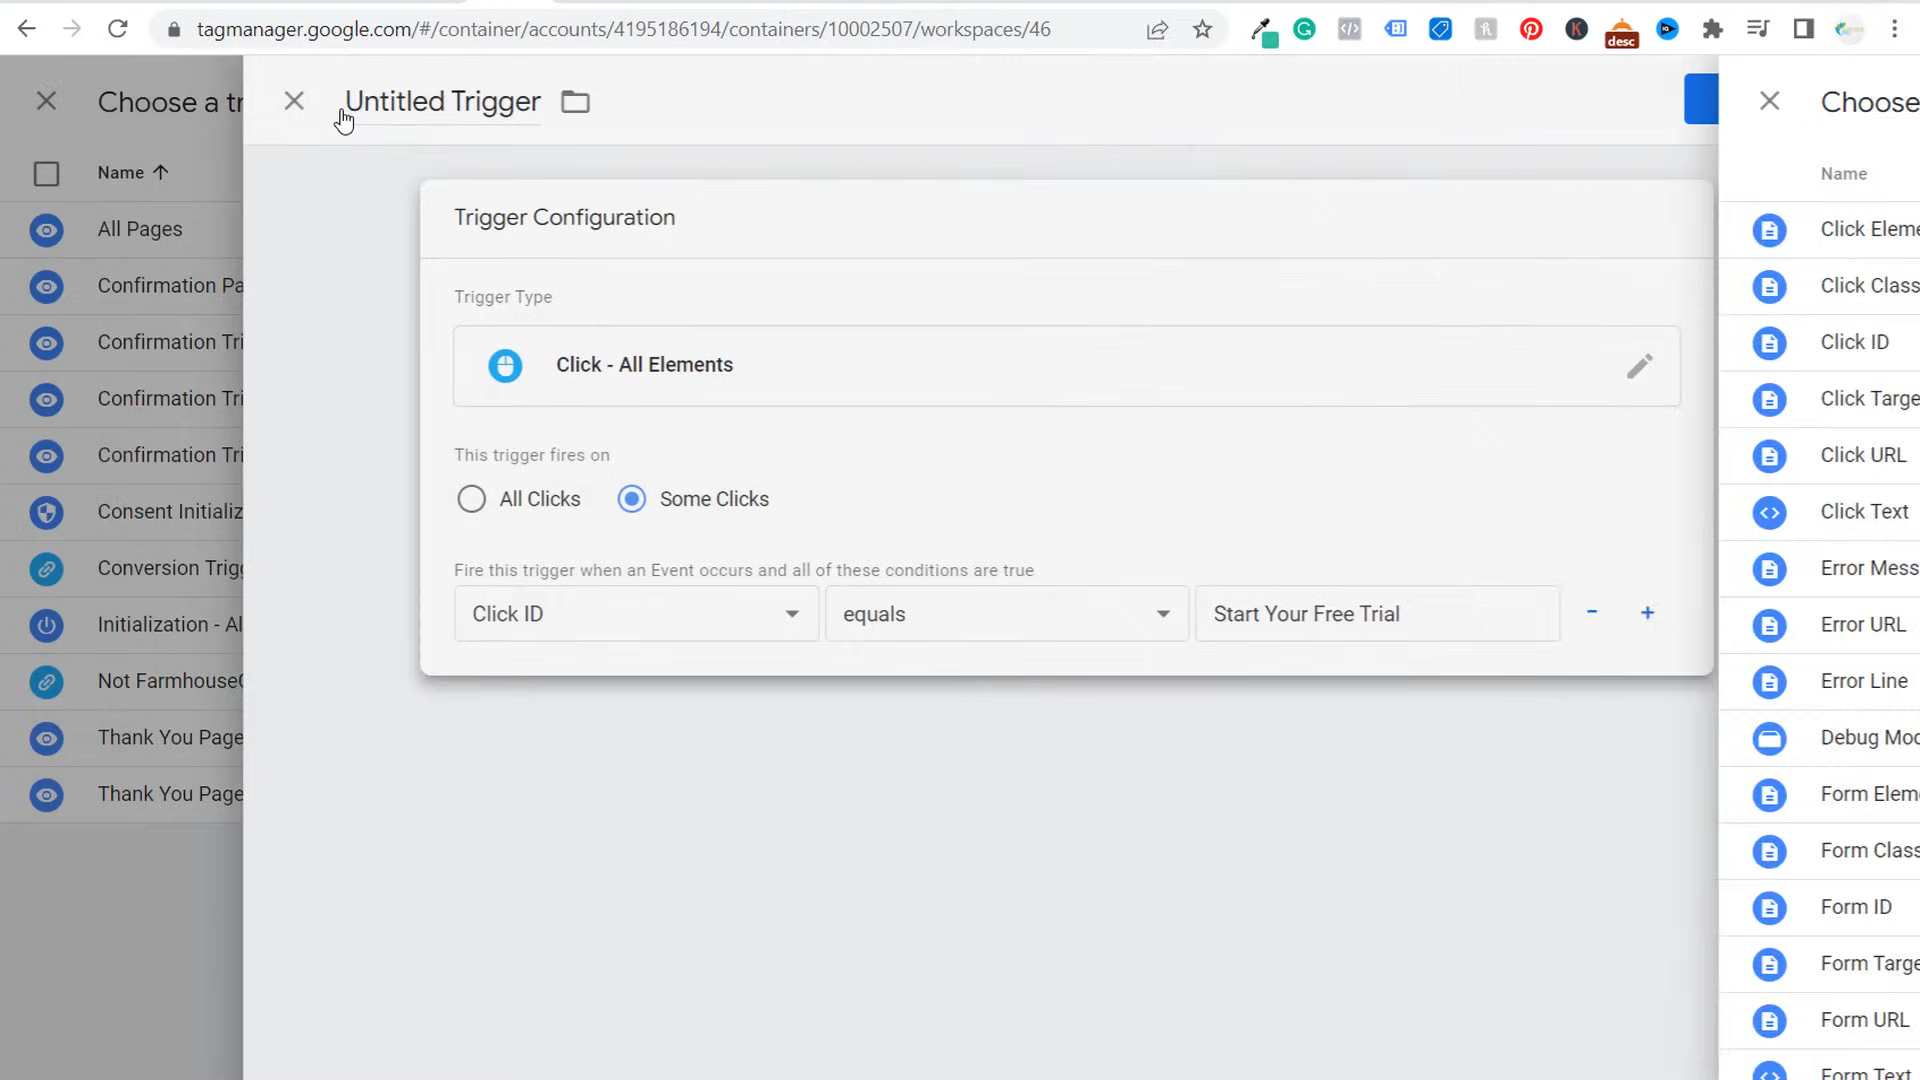 tagmanager.google.com/#/container/accounts/4195186194/containers/10002507/workspaces/46
desc
Choose a tr
Name
All Pages
Confirmation Pa
Confirmation Tri
Confirmation Tri
Confirmation Tri
Consent Initializ
Conversion Trigg
Initialization - Al
Not Farmhouse
Thank You Page
Thank You Page
Untitled Trigger
Trigger Configuration
Trigger Type
Click - All Elements
This trigger fires on
All Clicks
Some Clicks
Fire this trigger when an Event occurs and all of these conditions are true
Click ID
equals
Start Your Free Trial
- +
Choose
Name
Click Eleme
Click Class
Click ID
Click Targe
Click URL
Click Text
Error Mess
Error URL
Error Line
Debug Mod
Form Eleme
Form Class
Form ID
Form Targe
Form URL
Form Text